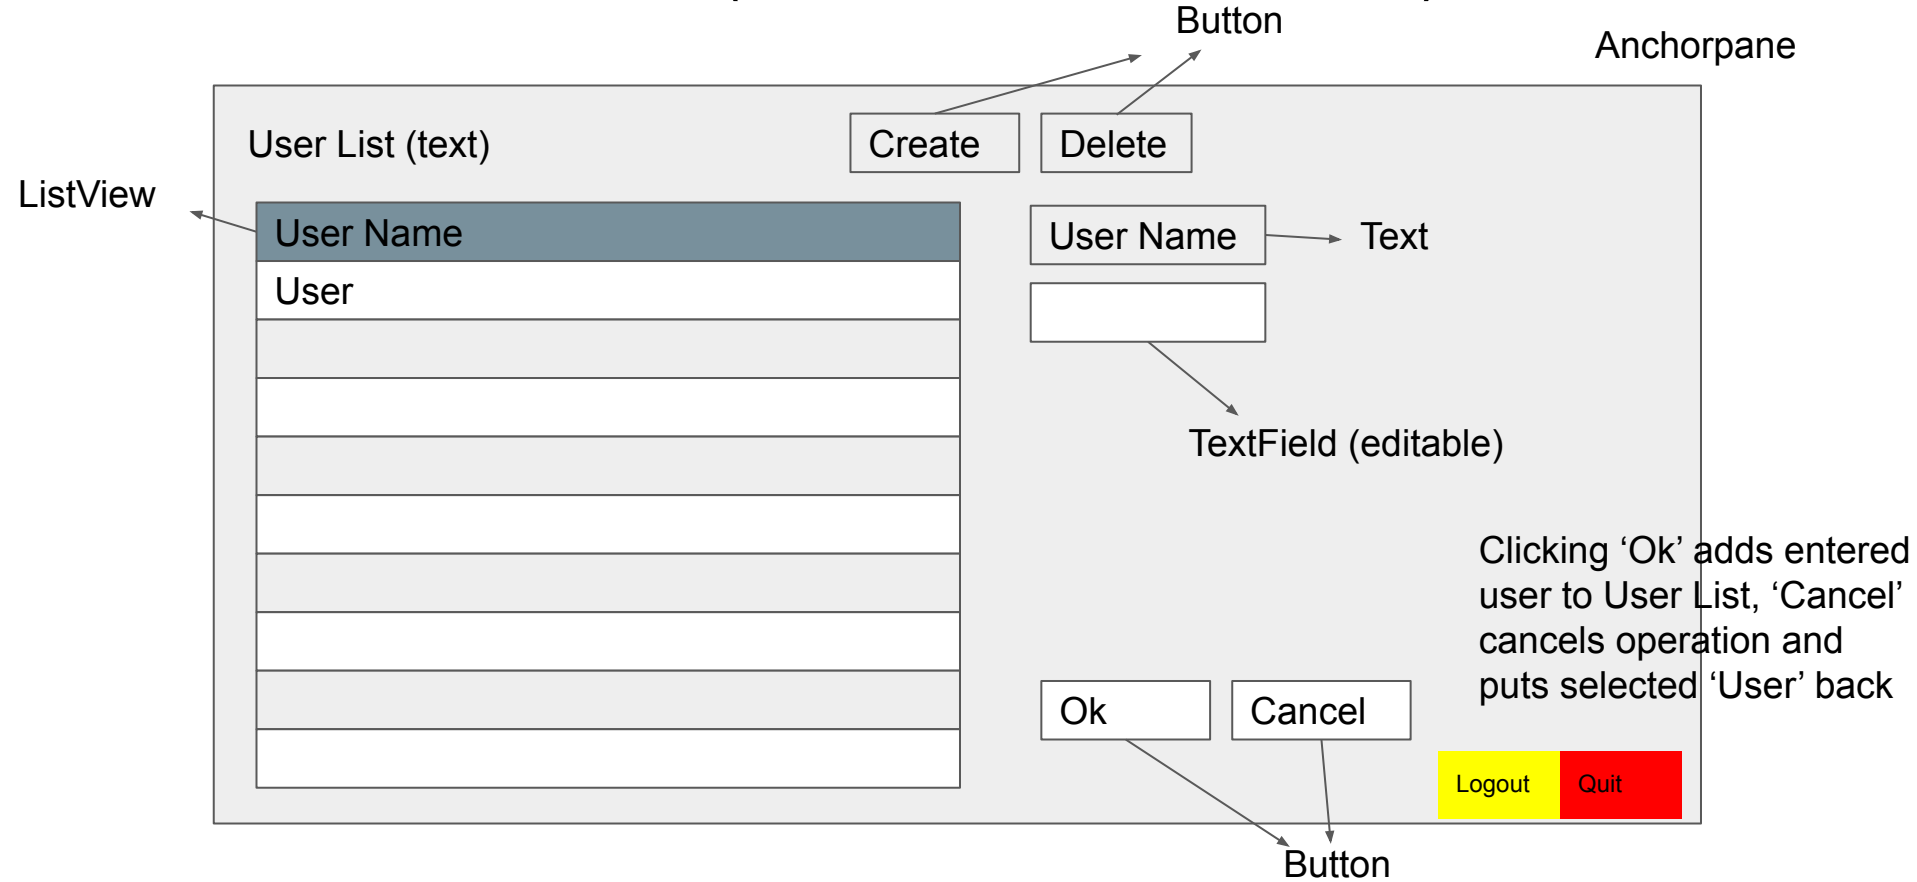 Button
Anchorpane
User List (text)
Create
Delete
ListView
User Name
User Name
Text
User
TextField (editable)
Clicking ‘Ok’ adds entered
user to User List, ‘Cancel’
cancels operation and
puts selected ‘User’ back
Ok
Cancel
Logout
Quit
Button